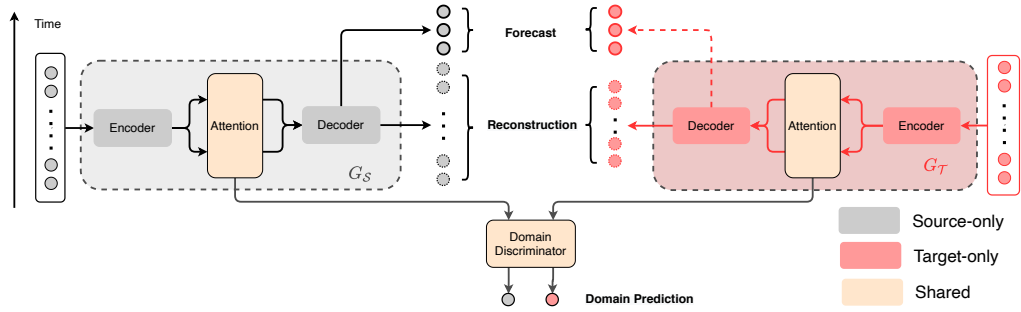 Time
Forecast
Encoder
Attention
Decoder
Reconstruction
Decoder
Attention
Encoder
G_S
G_T
Domain
Discriminator
Source-only
Target-only
Shared
Domain Prediction